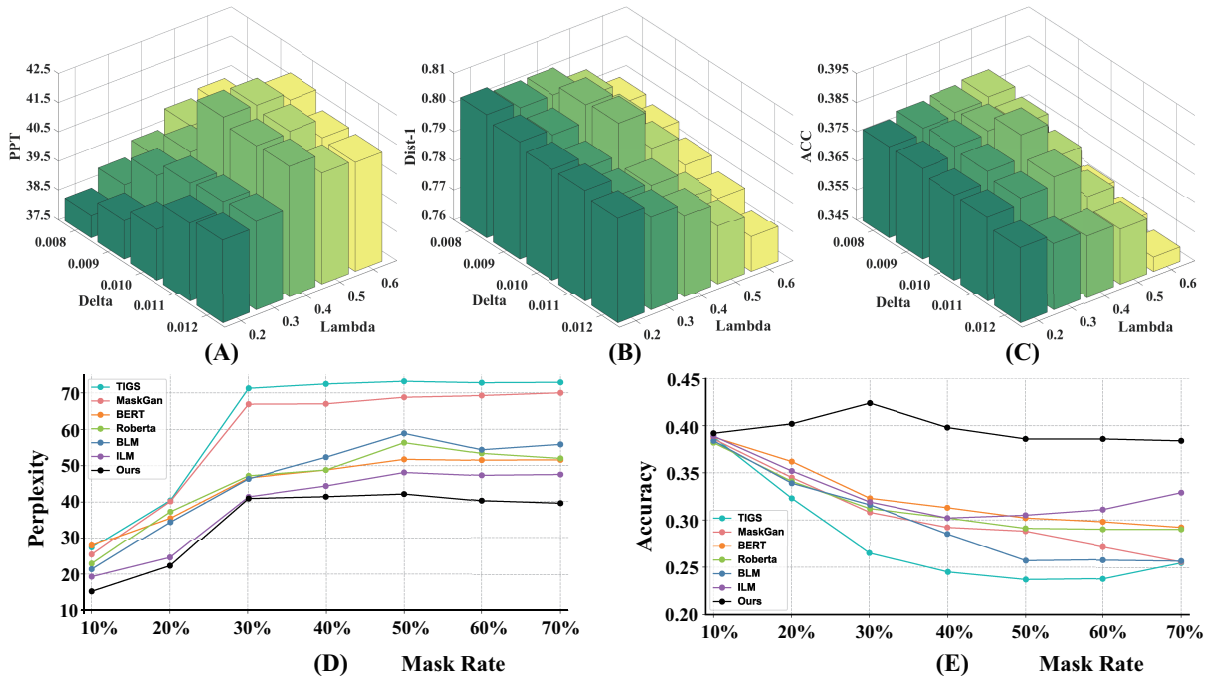 42.5
41.5
40.5
39.5
38.5
37.5
PPT
0.008
0.009
0.010
0.011
0.012
Delta
0.2
0.3
0.4
0.5
0.6
Lambda
(A)
0.81
0.80
0.79
0.78
0.77
0.76
Dist-1
0.008
0.009
0.010
0.011
0.012
Delta
0.2
0.3
0.4
0.5
0.6
Lambda
(B)
0.395
0.385
0.375
0.365
0.355
0.345
ACC
0.008
0.009
0.010
0.011
0.012
Delta
0.2
0.3
0.4
0.5
0.6
Lambda
(C)
70
60
50
40
30
20
10
Perplexity
TIGS
MaskGan
BERT
Roberta
BLM
ILM
Ours
10% 20% 30% 40% 50% 60% 70%
(D) Mask Rate
0.45
0.40
0.35
0.30
0.25
0.20
Accuracy
TIGS
MaskGan
BERT
Roberta
BLM
ILM
Ours
10% 20% 30% 40% 50% 60% 70%
(E) Mask Rate